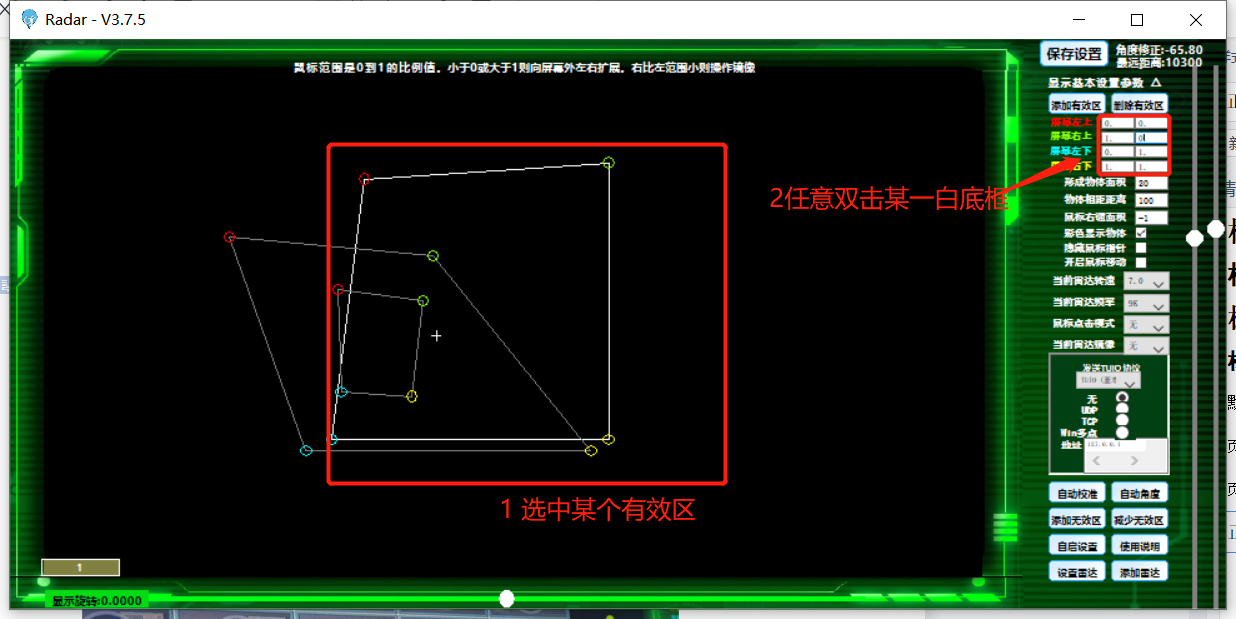 Radar - V3.7.5
保存设置
角度修正:-65.80
最远距离:10300
鼠标范围是0到1的比例值，小于0或大于1则向屏幕外左右扩展，右比左范围小则操作镜像
显示基本设置参数 △
添加有效区 删除有效区
屏幕左上 0. 0.
屏幕右上 1. 0
屏幕左下 0. 1.
右下 1. 1.
2任意双击某一白底框
形成物体面积 80
物体相距距离 100
鼠标右键面积 -1
彩色显示物体
隐藏鼠标指针
开启鼠标移动
当前雷达转速 7.0
当前雷达频率 9K
鼠标点击模式 无
当前雷达镜像 无
发送TUIO协议
无
UDP
TCP
Win多点
地址 127.0.0.1
1 选中某个有效区
自动校准 自动角度
添加无效区 减少无效区
自启设置 使用说明
设置雷达 添加雷达
1
显示旋转:0.0000